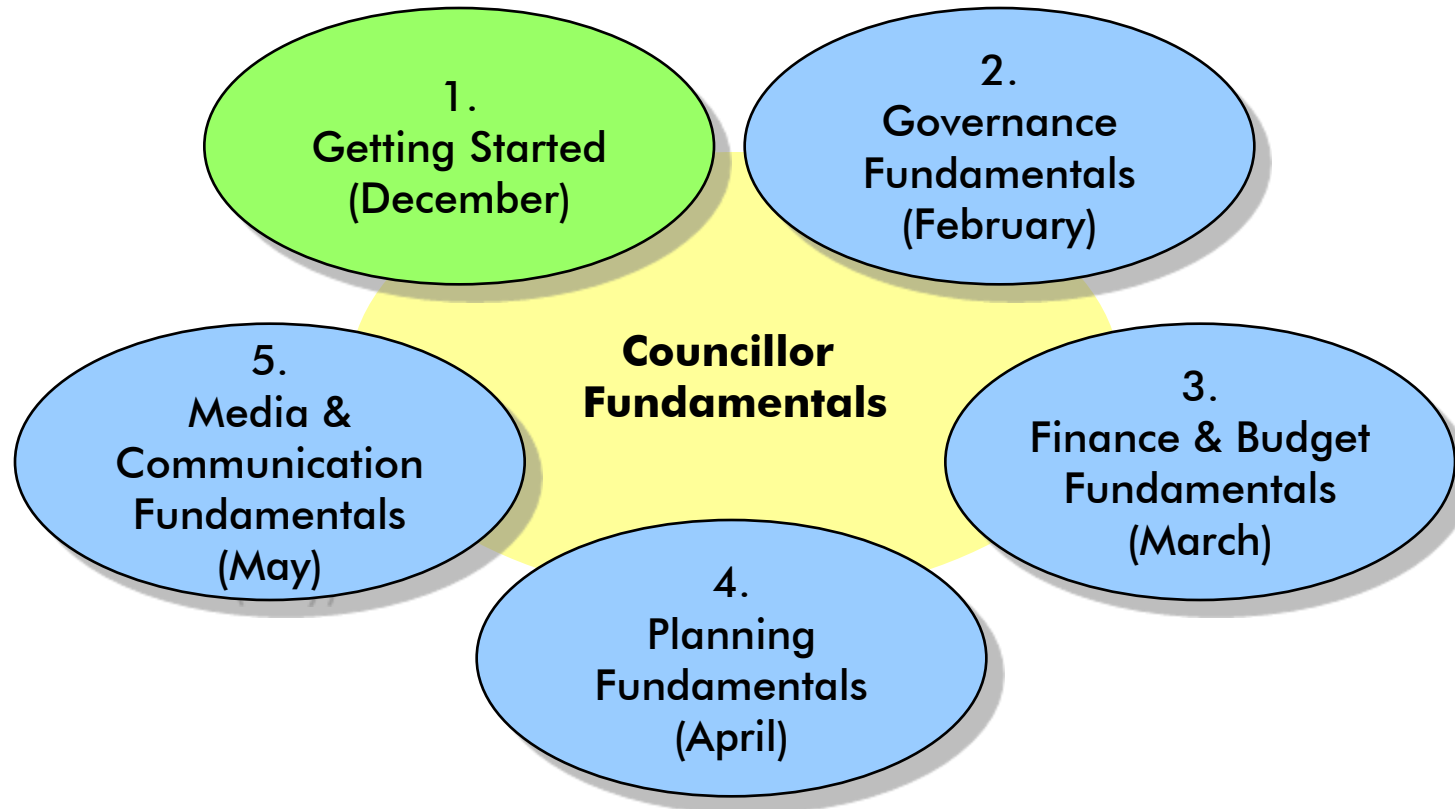 1.
Getting Started
(December)
2.
Governance
Fundamentals
(February)
Councillor
Fundamentals
3.
Finance & Budget
Fundamentals
(March)
4.
Planning
Fundamentals
(April)
5.
Media &
Communication
Fundamentals
(May)